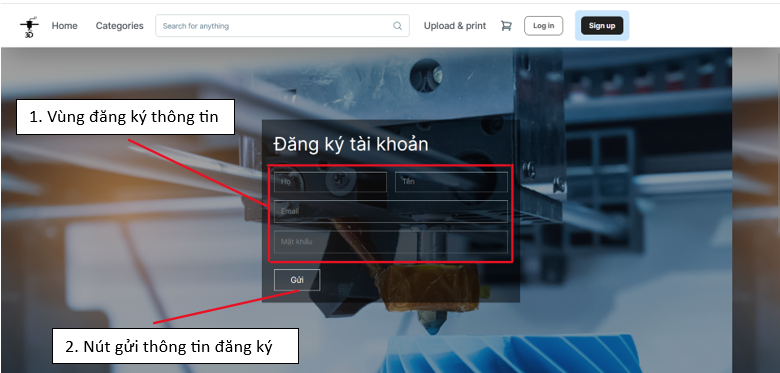 Home Categories Search for anything Upload & print Log in Sign up
3D
1. Vùng đăng ký thông tin
Đăng ký tài khoản
Họ Tên
Email
Mật khẩu
Gửi
2. Nút gửi thông tin đăng ký